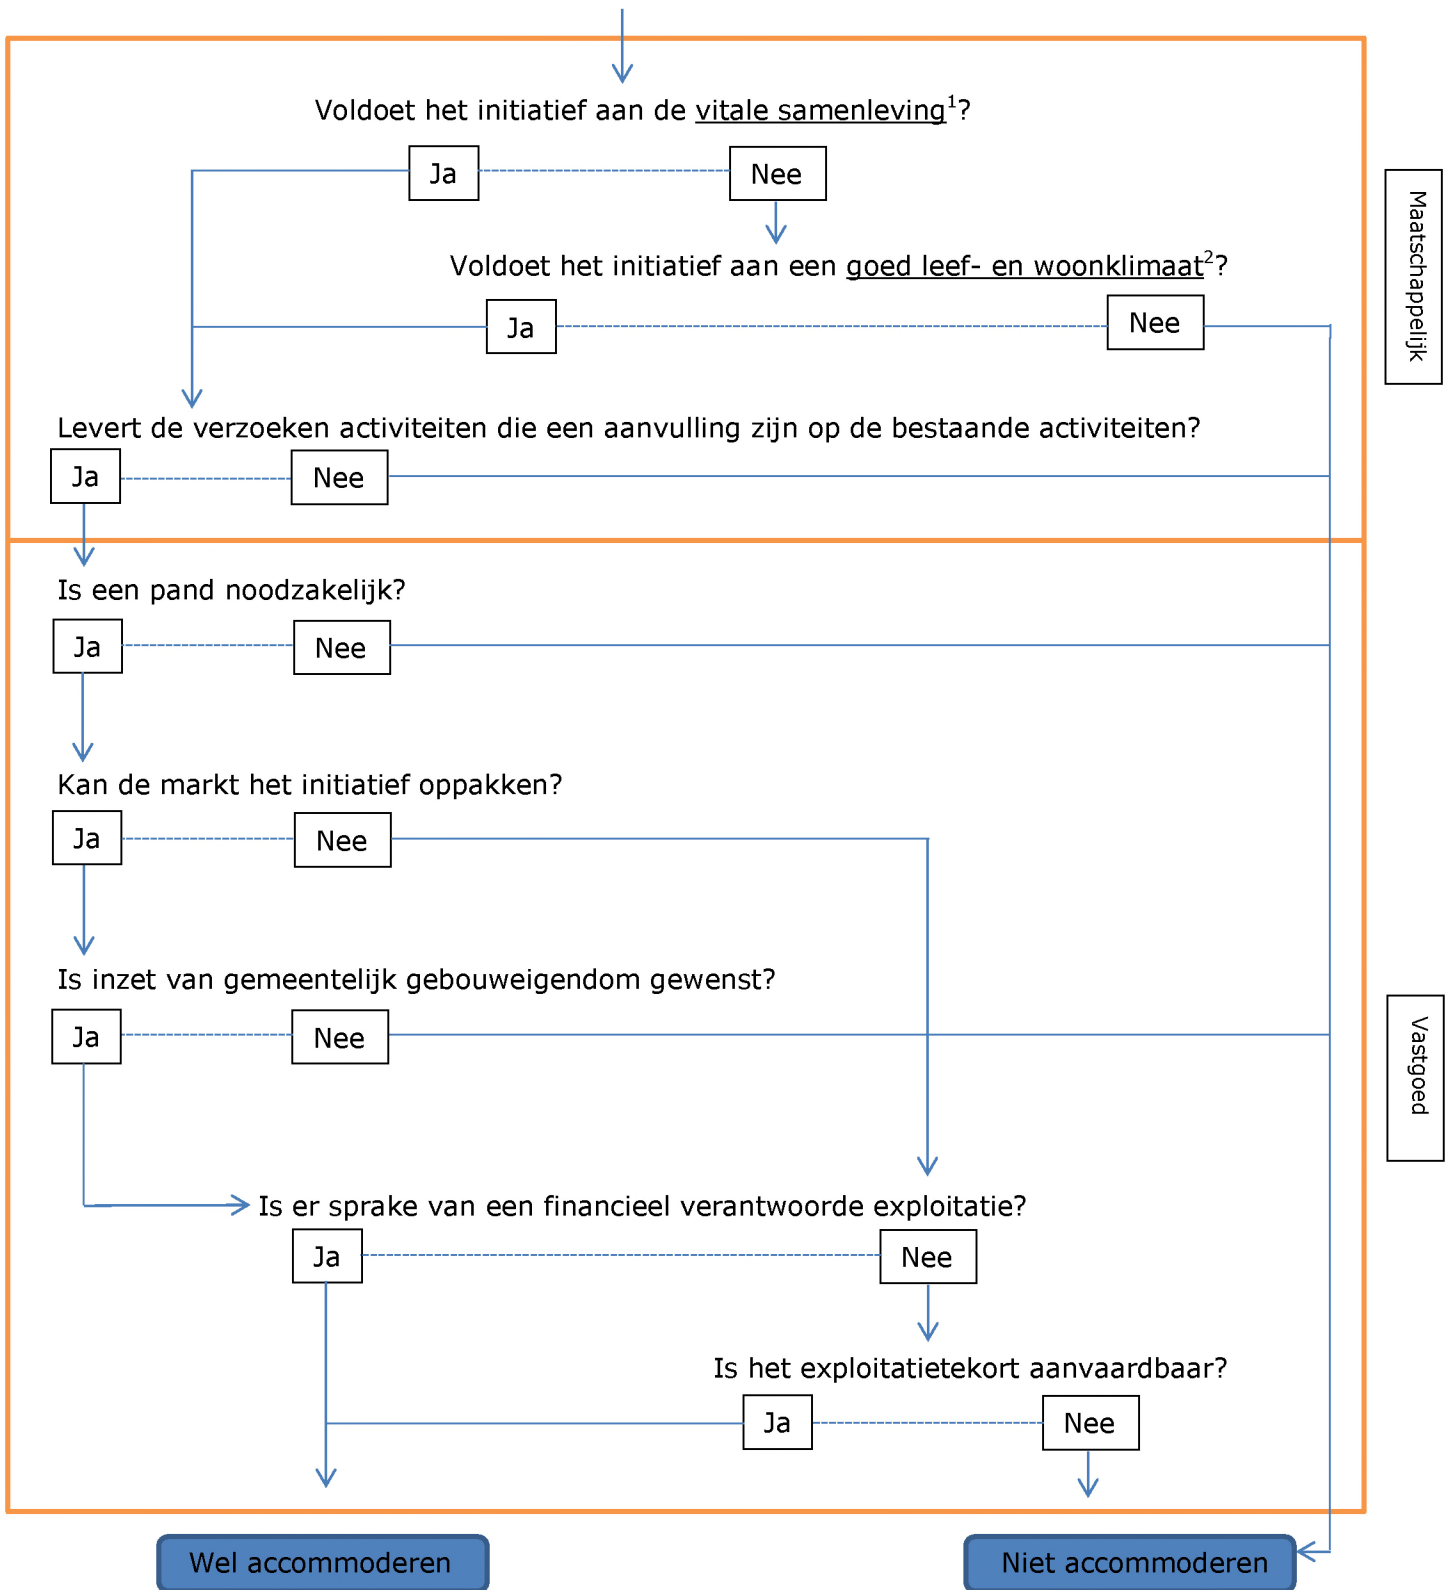 Voldoet het initiatief aan de vitale samenleving¹?
Ja
Nee
Voldoet het initiatief aan een goed leef- en woonklimaat²?
Ja
Nee
Maatschappelijk
Levert de verzoeken activiteiten die een aanvulling zijn op de bestaande activiteiten?
Ja
Nee
Is een pand noodzakelijk?
Ja
Nee
Kan de markt het initiatief oppakken?
Ja
Nee
Is inzet van gemeentelijk gebouweigendom gewenst?
Ja
Nee
Vastgoed
Is er sprake van een financieel verantwoorde exploitatie?
Ja
Nee
Is het exploitatietekort aanvaardbaar?
Ja
Nee
Wel accommoderen
Niet accommoderen